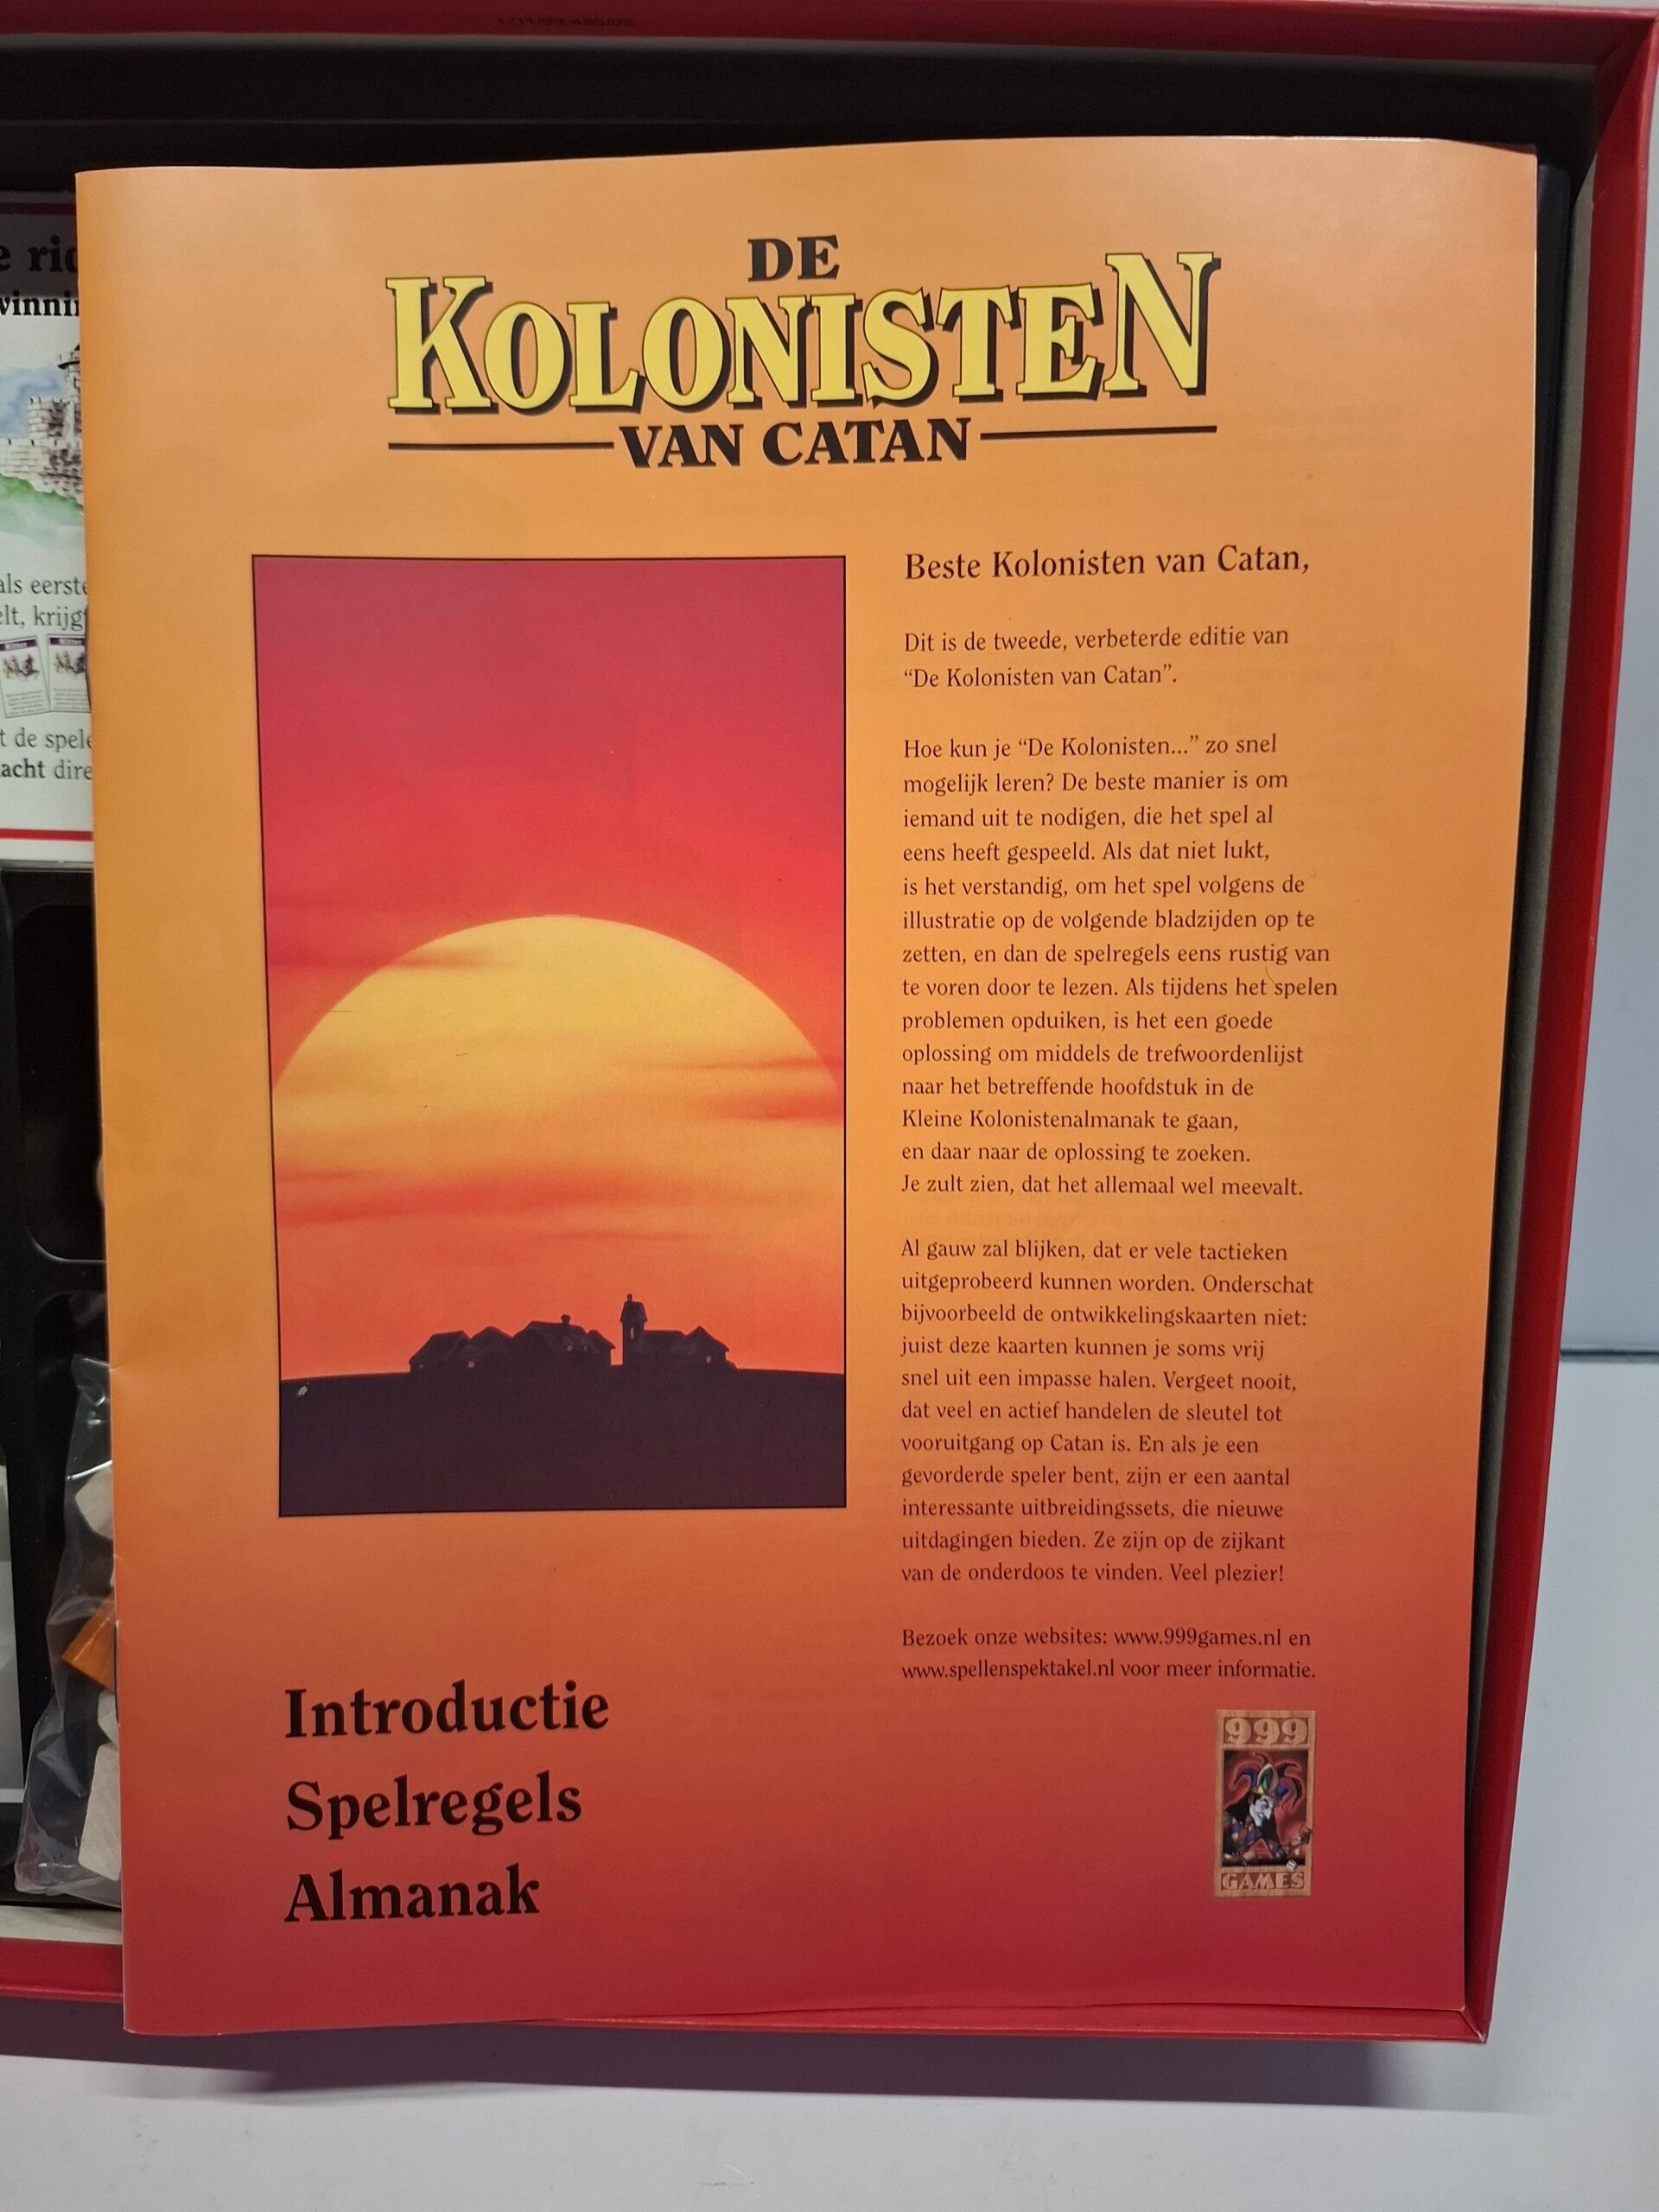 DE
KOLONISTEN
VAN CATAN
Beste Kolonisten van Catan,
Dit is de tweede, verbeterde editie van
“De Kolonisten van Catan”.
Hoe kun je “De Kolonisten...” zo snel
mogelijk leren? De beste manier is om
iemand uit te nodigen, die het spel al
eens heeft gespeeld. Als dat niet lukt,
is het verstandig, om het spel volgens de
illustratie op de volgende bladzijden op te
zetten, en dan de spelregels eens rustig van
te voren door te lezen. Als tijdens het spelen
problemen opduiken, is het een goede
oplossing om middels de trefwoordenlijst
naar het betreffende hoofdstuk in de
Kleine Kolonistenalmanak te gaan,
en daar naar de oplossing te zoeken.
Je zult zien, dat het allemaal wel meevalt.
Al gauw zal blijken, dat er vele tactieken
uitgeprobeerd kunnen worden. Onderschat
bijvoorbeeld de ontwikkelingskaarten niet:
juist deze kaarten kunnen je soms vrij
snel uit een impasse halen. Vergeet nooit,
dat veel en actief handelen de sleutel tot
vooruitgang op Catan is. En als je een
gevorderde speler bent, zijn er een aantal
interessante uitbreidingssets, die nieuwe
uitdagingen bieden. Ze zijn op de zijkant
van de onderdoos te vinden. Veel plezier!
Bezoek onze websites: www.999games.nl en
www.spellenspektakel.nl voor meer informatie.
Introductie
Spelregels
Almanak
999
GAMES
als eerste
krijgt
de
dire